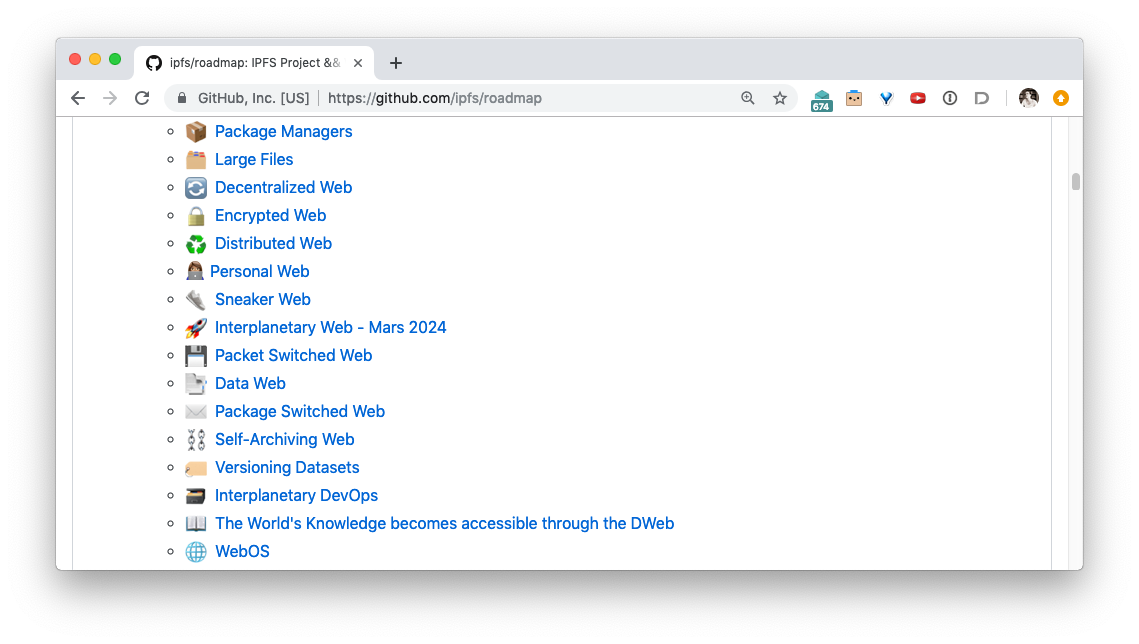 ipfs/roadmap: IPFS Project &&
GitHub, Inc. [US] https://github.com/ipfs/roadmap
674
Package Managers
Large Files
Decentralized Web
Encrypted Web
Distributed Web
Personal Web
Sneaker Web
Interplanetary Web - Mars 2024
Packet Switched Web
Data Web
Package Switched Web
Self-Archiving Web
Versioning Datasets
Interplanetary DevOps
The World's Knowledge becomes accessible through the DWeb
WebOS